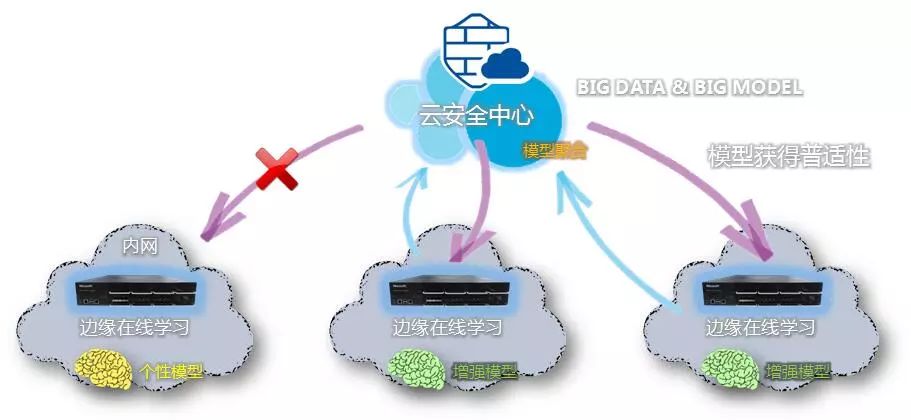 BIG DATA & BIG MODEL
云安全中心
模型聚合
模型获得普适性
内网
边缘在线学习
个性模型
边缘在线学习
增强模型
边缘在线学习
增强模型